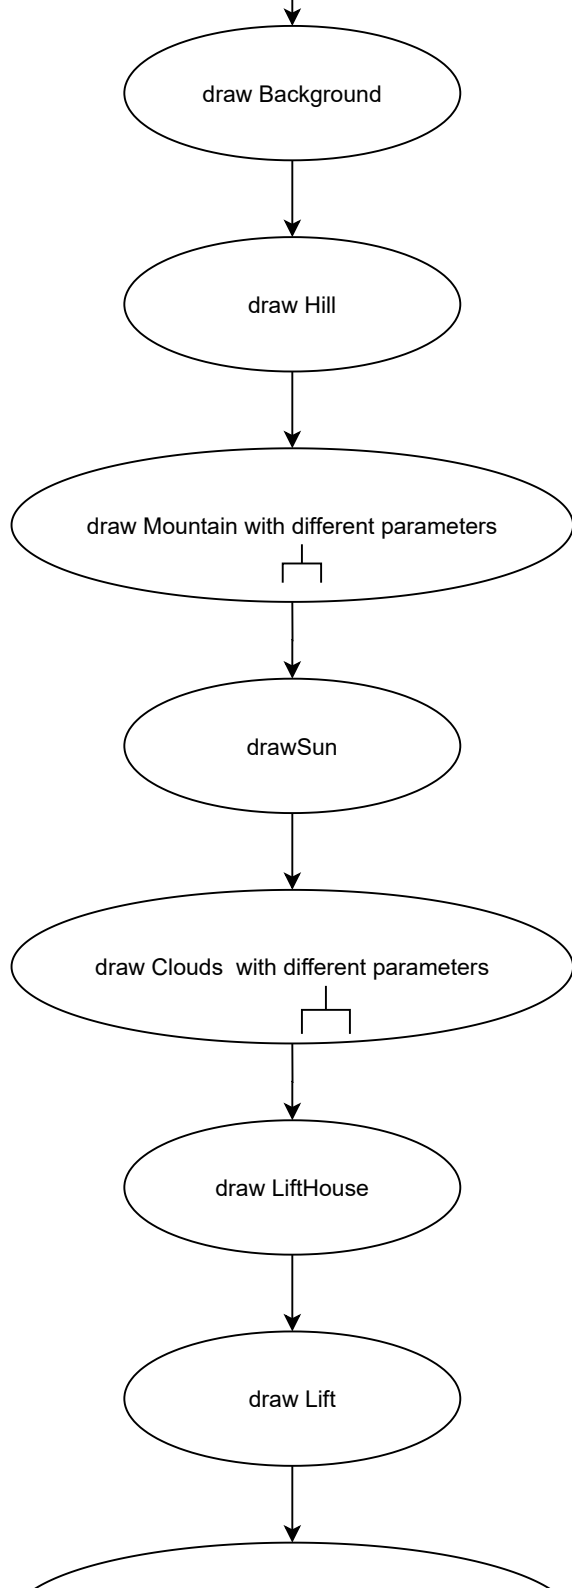 draw Background
draw Hill
draw Mountain with different parameters
drawSun
draw Clouds  with different parameters
draw LiftHouse
draw Lift